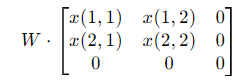 W · [ x(1,1) x(1,2) 0
x(2,1) x(2,2) 0
0 0 0 ]